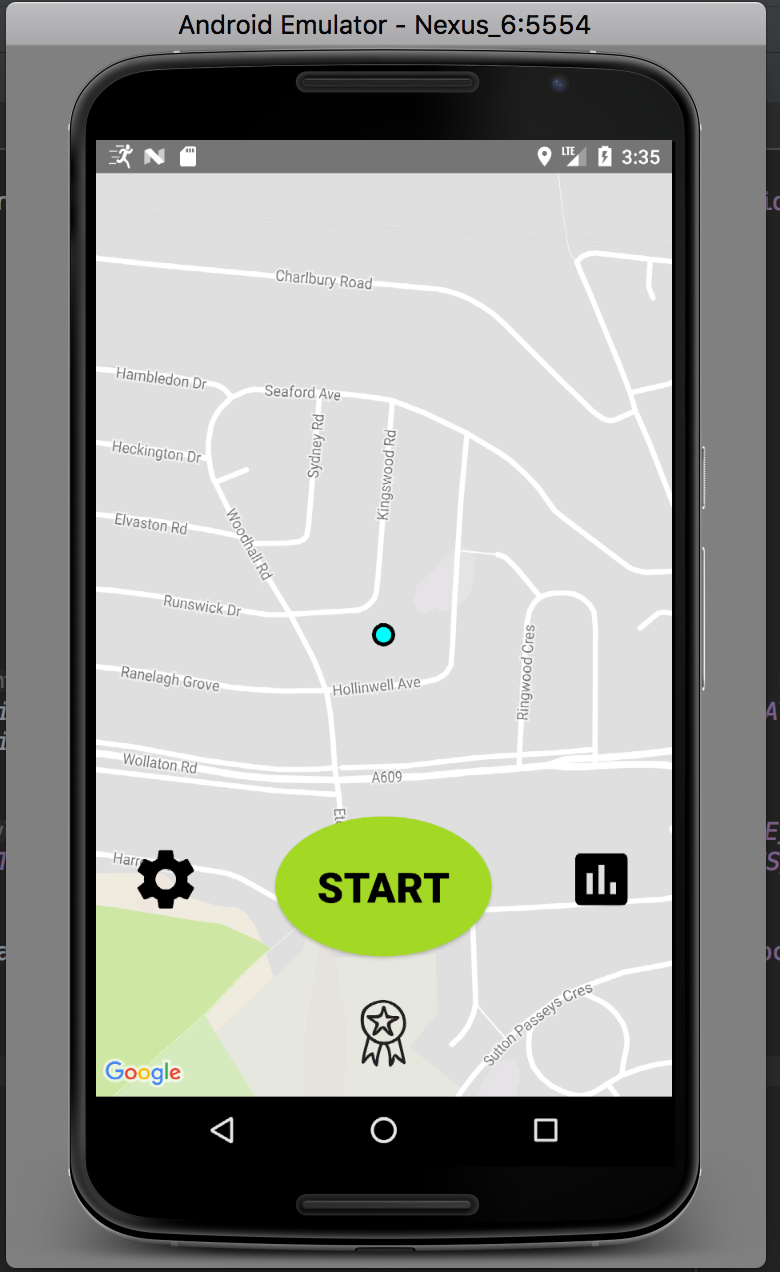 Android Emulator - Nexus_6:5554
LTE
3:35
Charlbury Road
Hambledon Dr
Seaford Ave
Sydney Rd
Kingswood Rd
Heckington Dr
Elvaston Rd
Woodhall Rd
Runswick Dr
Ringwood Cres
Ranelagh Grove
Hollinwell Ave
Wollaton Rd
A609
START
Sutton Passeys Cres
Google